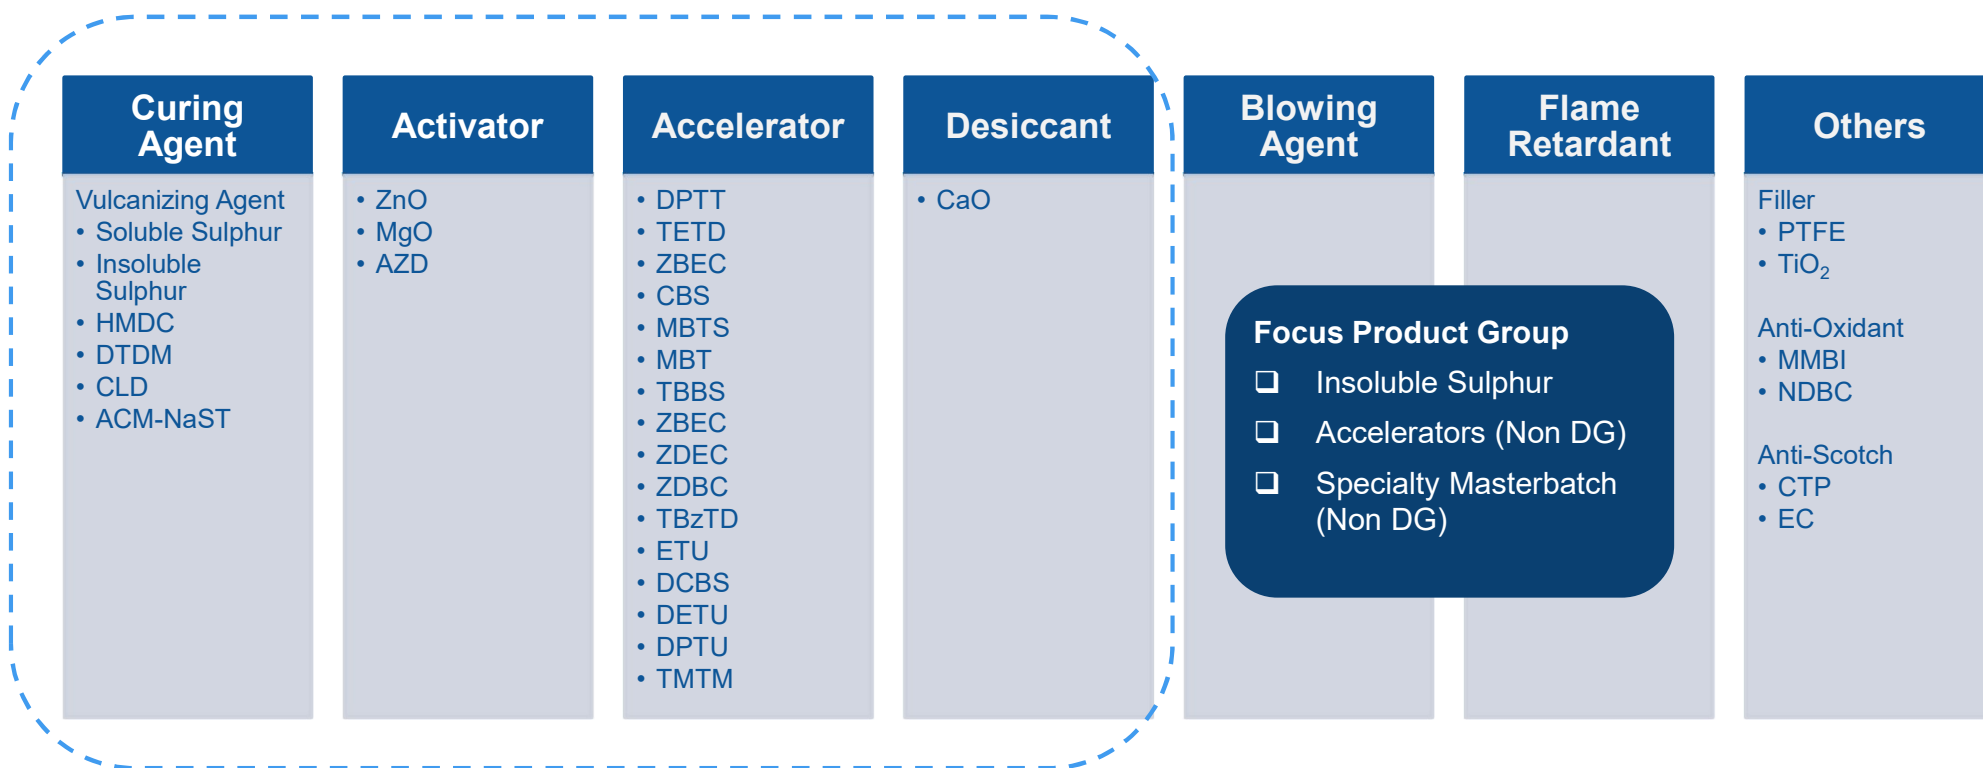 Curing
Agent
Vulcanizing Agent
• Soluble Sulphur
• Insoluble
Sulphur
• HMDC
• DTDM
• CLD
• ACM-NaST
Activator
• ZnO
• MgO
• AZD
Accelerator
• DPTT
• TETD
• ZBEC
• CBS
• MBTS
• MBT
• TBBS
• ZBEC
• ZDEC
• ZDBC
• TBzTD
• ETU
• DCBS
• DETU
• DPTU
• TMTM
Desiccant
• CaO
Blowing
Agent
Flame
Retardant
Focus Product Group
❑ Insoluble Sulphur
❑ Accelerators (Non DG)
❑ Specialty Masterbatch
(Non DG)
Others
Filler
• PTFE
• TiO₂
Anti-Oxidant
• MMBI
• NDBC
Anti-Scotch
• CTP
• EC